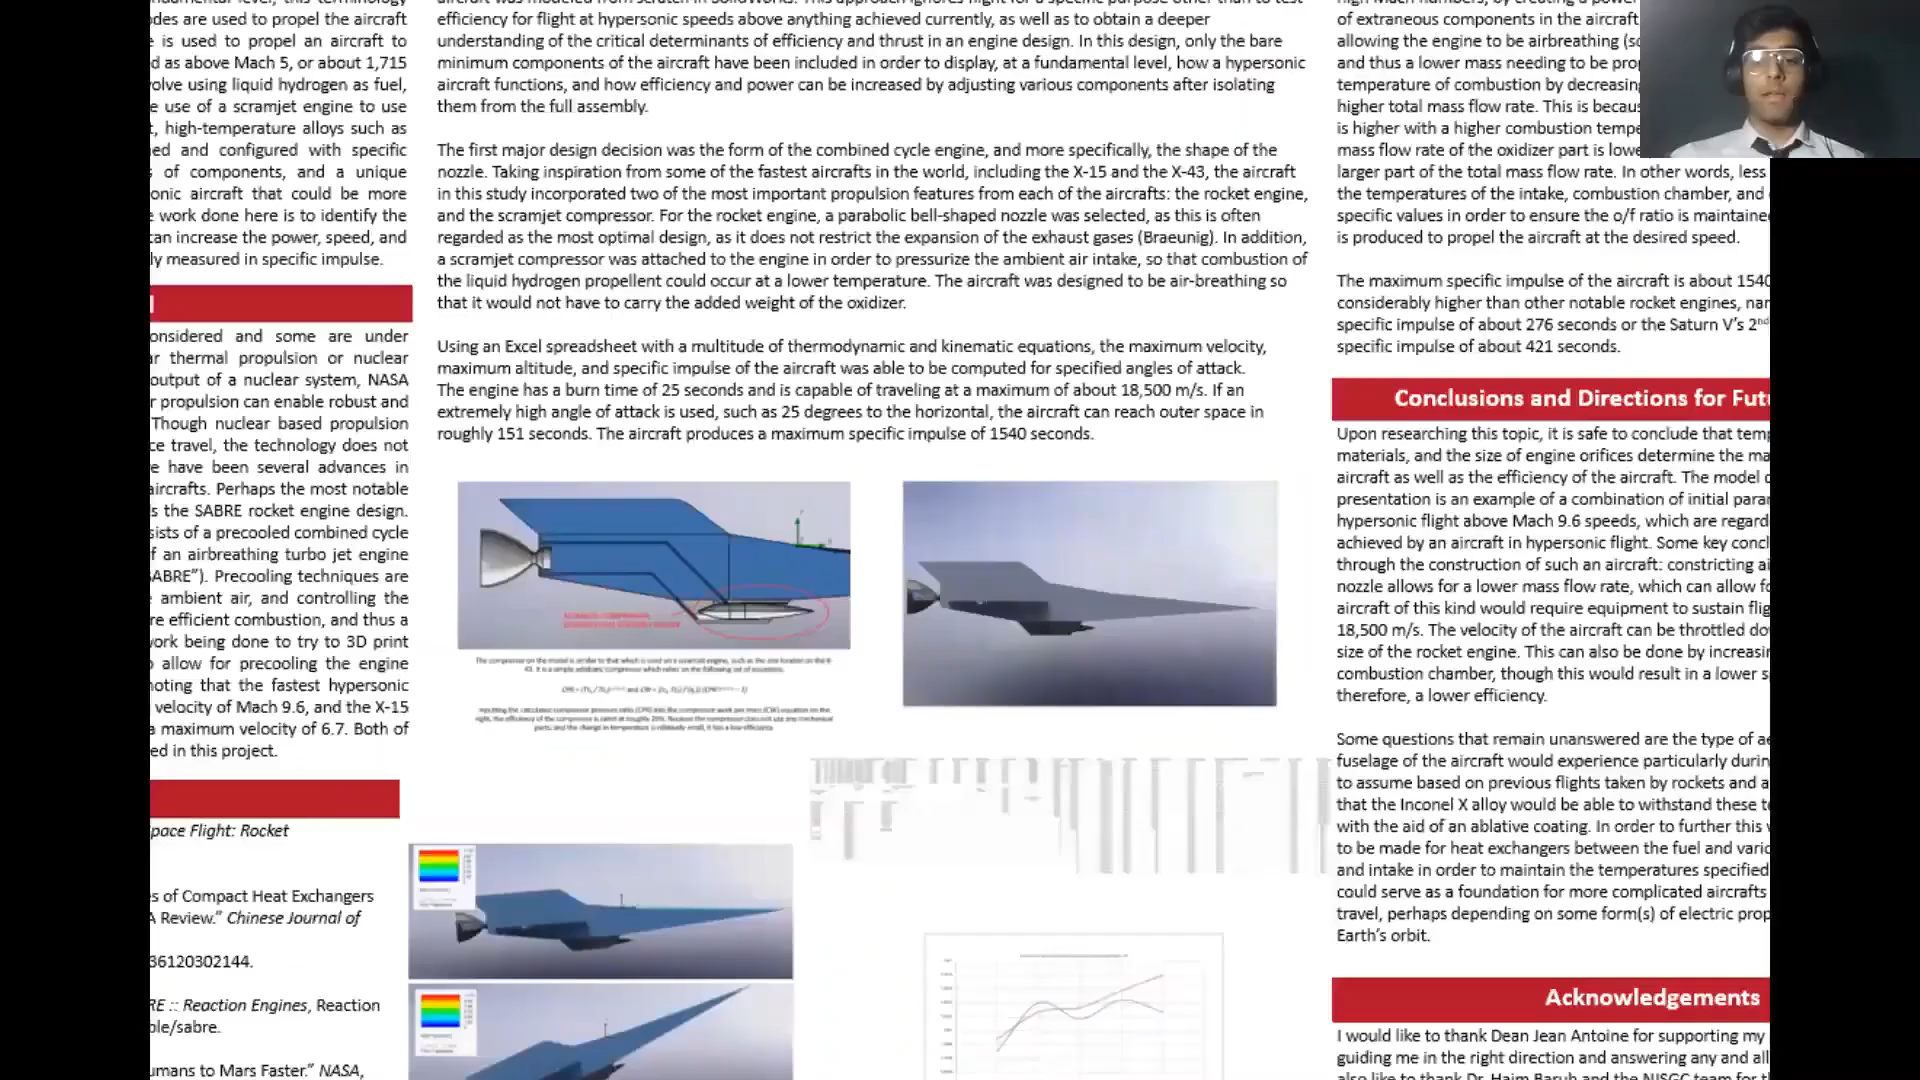 odes are used to propel the aircraft
e is used to propel an aircraft to
d as above Mach 5, or about 1,715
olve using liquid hydrogen as fuel,
e use of a scramjet engine to use
t, high-temperature alloys such as
ned and configured with specific
s of components, and a unique
onic aircraft that could be more
e work done here is to identify the
can increase the power, speed, and
ly measured in specific impulse.
onsidered and some are under
ar thermal propulsion or nuclear
output of a nuclear system, NASA
r propulsion can enable robust and
Though nuclear based propulsion
ce travel, the technology does not
e have been several advances in
aircrafts. Perhaps the most notable
s the SABRE rocket engine design.
sists of a precooled combined cycle
f an airbreathing turbo jet engine
SABRE"). Precooling techniques are
ambient air, and controlling the
re efficient combustion, and thus a
work being done to try to 3D print
allow for precooling the engine
noting that the fastest hypersonic
velocity of Mach 9.6, and the X-15
a maximum velocity of 6.7. Both of
ed in this project.
pace Flight: Rocket
es of Compact Heat Exchangers
A Review." Chinese Journal of
36120302144.
RE :: Reaction Engines, Reaction
ble/sabre.
umans to Mars Faster." NASA,
efficiency for flight at hypersonic speeds above anything achieved currently, as well as to obtain a deeper
understanding of the critical determinants of efficiency and thrust in an engine design. In this design, only the bare
minimum components of the aircraft have been included in order to display, at a fundamental level, how a hypersonic
aircraft functions, and how efficiency and power can be increased by adjusting various components after isolating
them from the full assembly.
The first major design decision was the form of the combined cycle engine, and more specifically, the shape of the
nozzle. Taking inspiration from some of the fastest aircrafts in the world, including the X-15 and the X-43, the aircraft
in this study incorporated two of the most important propulsion features from each of the aircrafts: the rocket engine,
and the scramjet compressor. For the rocket engine, a parabolic bell-shaped nozzle was selected, as this is often
regarded as the most optimal design, as it does not restrict the expansion of the exhaust gases (Braeunig). In addition,
a scramjet compressor was attached to the engine in order to pressurize the ambient air intake, so that combustion of
the liquid hydrogen propellent could occur at a lower temperature. The aircraft was designed to be air-breathing so
that it would not have to carry the added weight of the oxidizer.
Using an Excel spreadsheet with a multitude of thermodynamic and kinematic equations, the maximum velocity,
maximum altitude, and specific impulse of the aircraft was able to be computed for specified angles of attack.
The engine has a burn time of 25 seconds and is capable of traveling at a maximum of about 18,500 m/s. If an
extremely high angle of attack is used, such as 25 degrees to the horizontal, the aircraft can reach outer space in
roughly 151 seconds. The aircraft produces a maximum specific impulse of 1540 seconds.
of extraneous components in the aircraft
allowing the engine to be airbreathing (sc
and thus a lower mass needing to be prop
temperature of combustion by decreasing
higher total mass flow rate. This is becaus
is higher with a higher combustion tempe
mass flow rate of the oxidizer part is lowe
larger part of the total mass flow rate. In other words, less
the temperatures of the intake, combustion chamber, and
specific values in order to ensure the o/f ratio is maintaine
is produced to propel the aircraft at the desired speed.
The maximum specific impulse of the aircraft is about 1540
considerably higher than other notable rocket engines, nar
specific impulse of about 276 seconds or the Saturn V's 2nd
specific impulse of about 421 seconds.
Conclusions and Directions for Futu
Upon researching this topic, it is safe to conclude that temp
materials, and the size of engine orifices determine the ma
aircraft as well as the efficiency of the aircraft. The model c
presentation is an example of a combination of initial parar
hypersonic flight above Mach 9.6 speeds, which are regard
achieved by an aircraft in hypersonic flight. Some key concl
through the construction of such an aircraft: constricting ai
nozzle allows for a lower mass flow rate, which can allow fo
aircraft of this kind would require equipment to sustain flig
18,500 m/s. The velocity of the aircraft can be throttled do
size of the rocket engine. This can also be done by increasin
combustion chamber, though this would result in a lower s
therefore, a lower efficiency.
Some questions that remain unanswered are the type of ae
fuselage of the aircraft would experience particularly durin
to assume based on previous flights taken by rockets and a
that the Inconel X alloy would be able to withstand these te
with the aid of an ablative coating. In order to further this w
to be made for heat exchangers between the fuel and vario
and intake in order to maintain the temperatures specified
could serve as a foundation for more complicated aircrafts
travel, perhaps depending on some form(s) of electric prop
Earth's orbit.
Acknowledgements
I would like to thank Dean Jean Antoine for supporting my
guiding me in the right direction and answering any and all